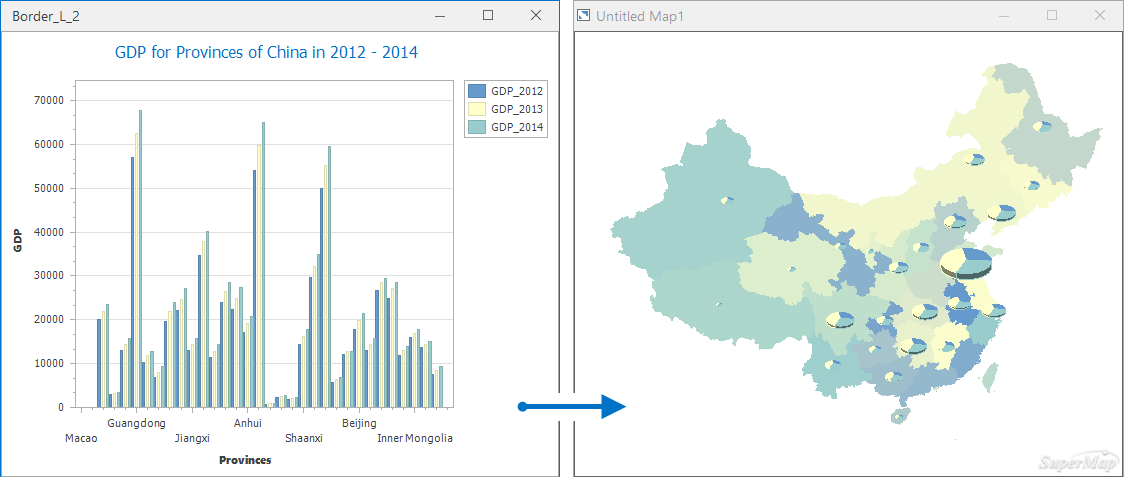 Border_L_2
GDP for Provinces of China in 2012 - 2014
GDP_2012
GDP_2013
GDP_2014
70000
60000
50000
40000
30000
20000
10000
0
GDP
Guangdong Anhui Beijing
Macao Jiangxi Shaanxi Inner Mongolia
Provinces
Untitled Map1
SuperMap